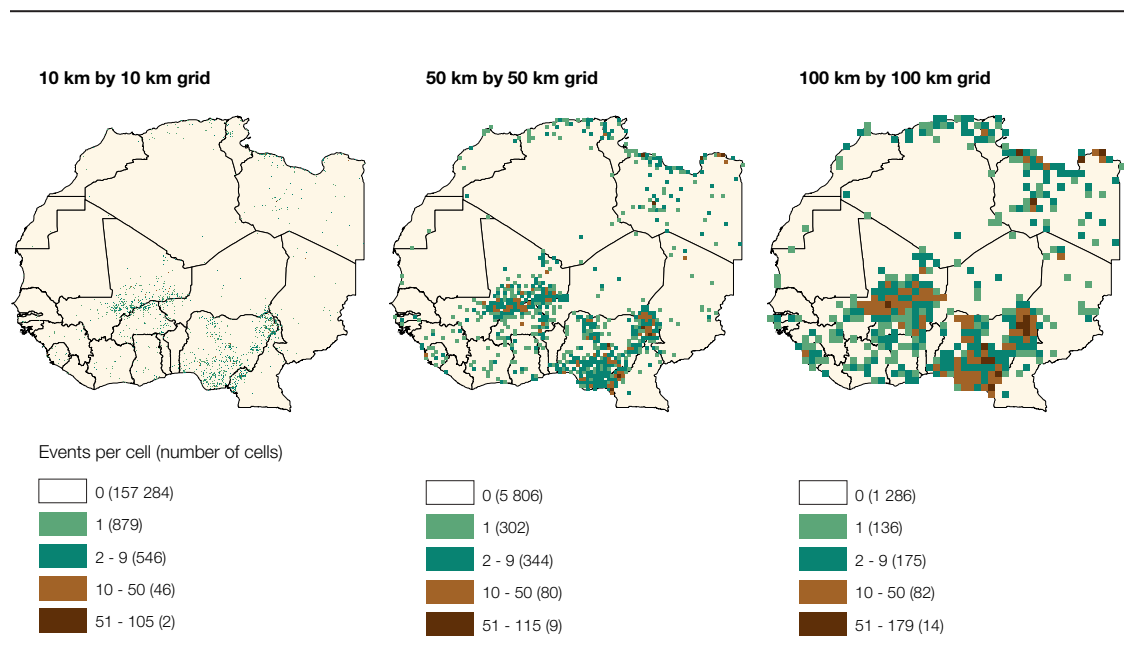 10 km by 10 km grid
50 km by 50 km grid
100 km by 100 km grid
Events per cell (number of cells)
0 (157 284)
1 (879)
2 - 9 (546)
10 - 50 (46)
51 - 105 (2)
0 (5 806)
1 (302)
2 - 9 (344)
10 - 50 (80)
51 - 115 (9)
0 (1 286)
1 (136)
2 - 9 (175)
10 - 50 (82)
51 - 179 (14)